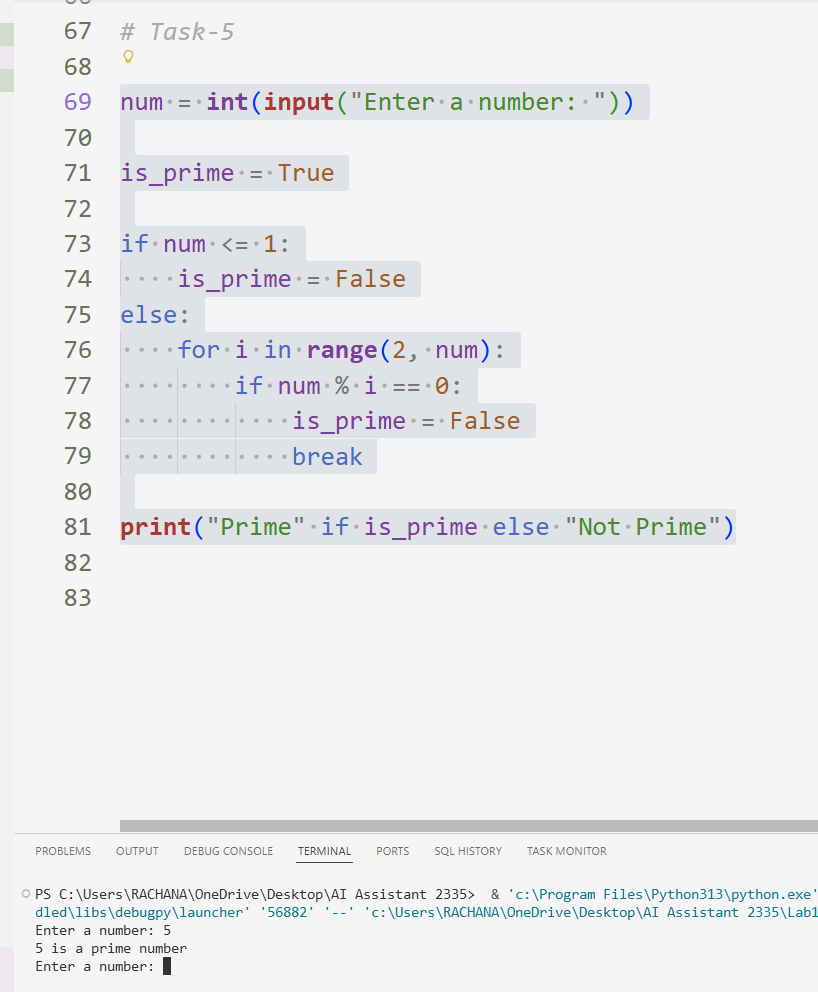 66
67 # Task-5
68
69 num = int(input("Enter a number: "))
70
71 is_prime = True
72
73 if num <= 1:
74     is_prime = False
75 else:
76     for i in range(2, num):
77         if num % i == 0:
78             is_prime = False
79             break
80
81 print("Prime" if is_prime else "Not Prime")
82
83
PROBLEMS OUTPUT DEBUG CONSOLE TERMINAL PORTS SQL HISTORY TASK MONITOR
PS C:\Users\RACHANA\OneDrive\Desktop\AI Assistant 2335>  & 'c:\Program Files\Python313\python.exe'
dled\libs\debugpy\launcher' '56882' '--' 'c:\Users\RACHANA\OneDrive\Desktop\AI Assistant 2335\Lab1
Enter a number: 5
5 is a prime number
Enter a number: